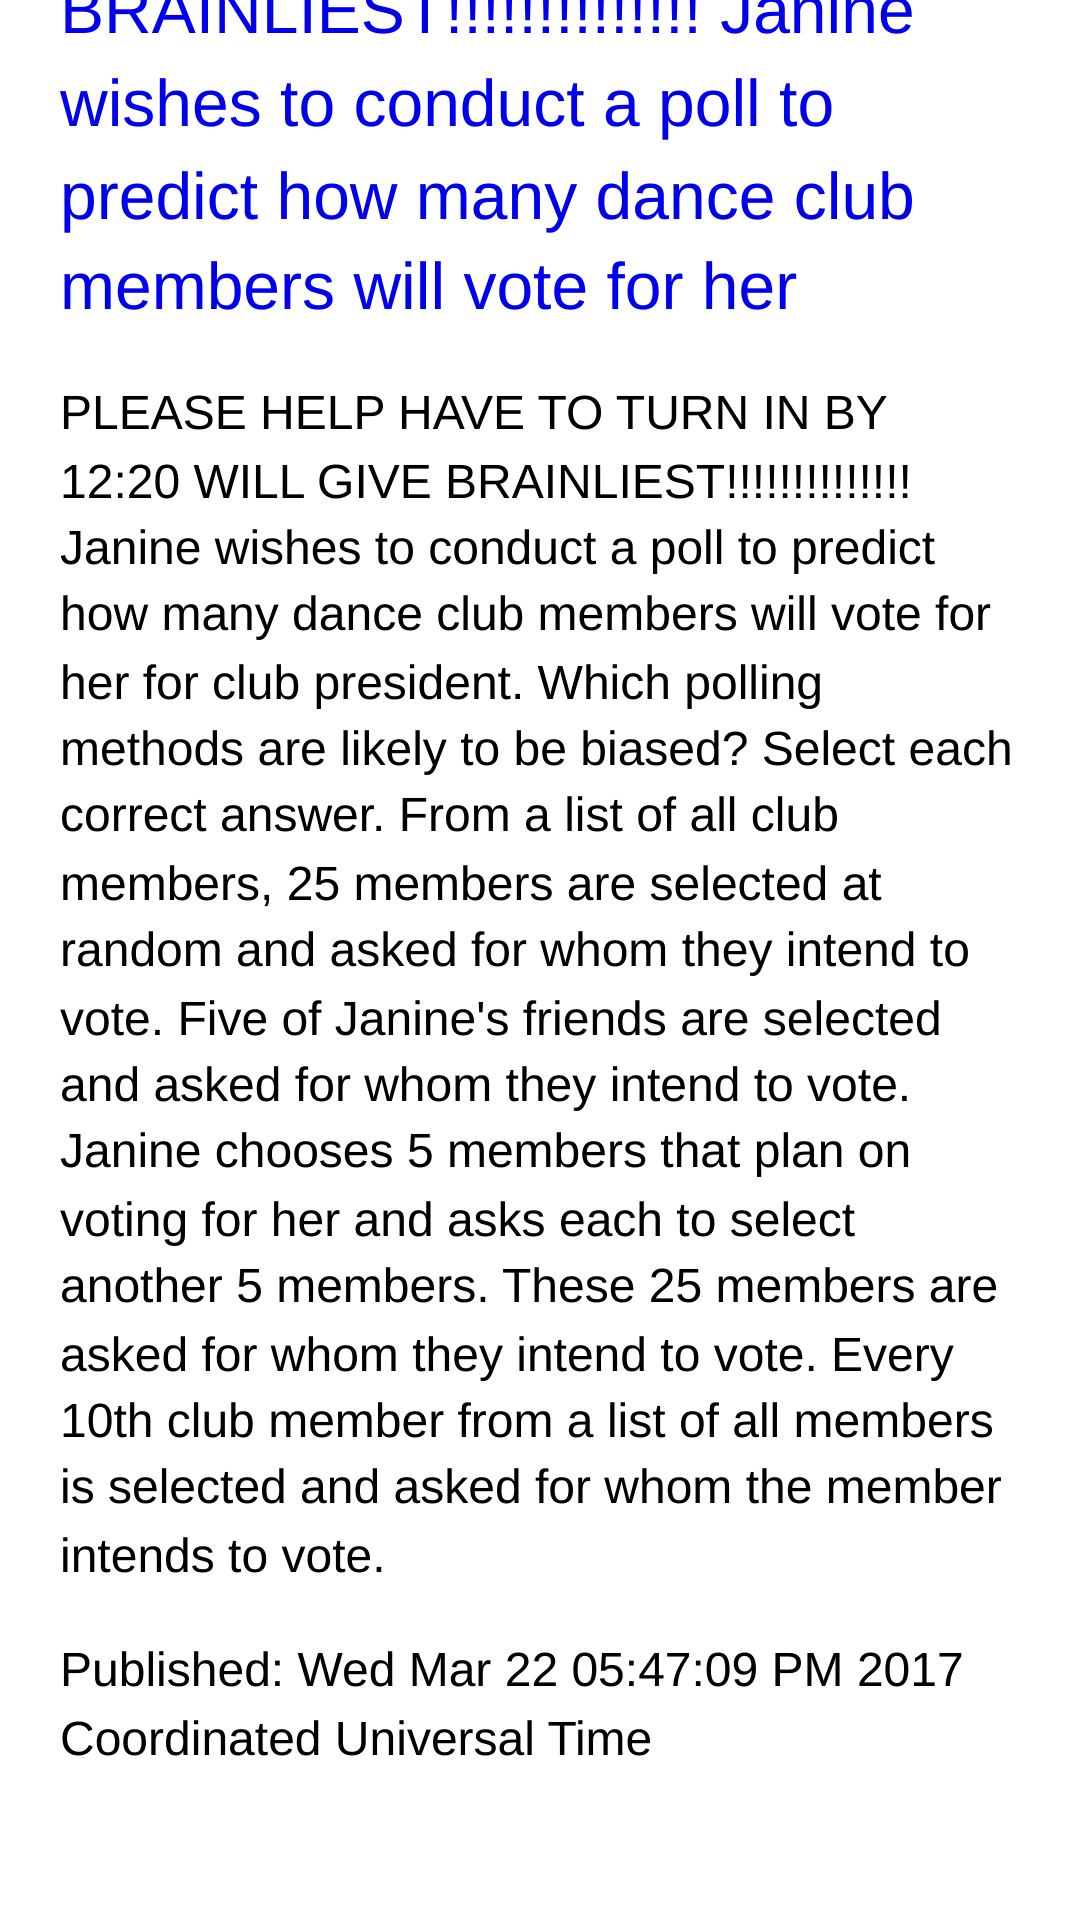 BRAINLIEST!!!!!!!!!!!!!! Janine
wishes to conduct a poll to
predict how many dance club
members will vote for her
PLEASE HELP HAVE TO TURN IN BY
12:20 WILL GIVE BRAINLIEST!!!!!!!!!!!!!!
Janine wishes to conduct a poll to predict
how many dance club members will vote for
her for club president. Which polling
methods are likely to be biased? Select each
correct answer. From a list of all club
members, 25 members are selected at
random and asked for whom they intend to
vote. Five of Janine's friends are selected
and asked for whom they intend to vote.
Janine chooses 5 members that plan on
voting for her and asks each to select
another 5 members. These 25 members are
asked for whom they intend to vote. Every
10th club member from a list of all members
is selected and asked for whom the member
intends to vote.
Published: Wed Mar 22 05:47:09 PM 2017
Coordinated Universal Time